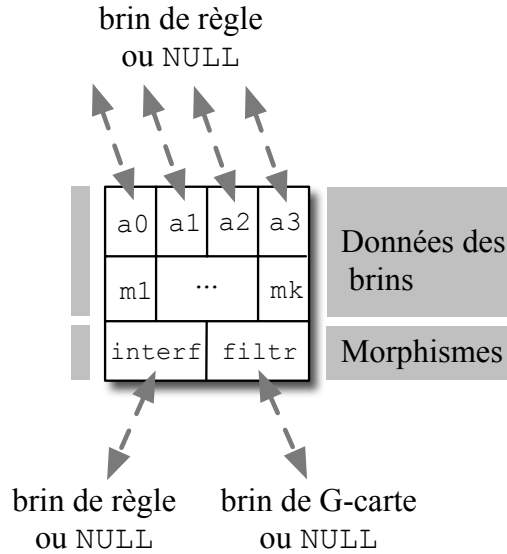 brin de règle
ou NULL
a0 a1 a2 a3
Données des
brins
m1 ... mk
interf filtr
Morphismes
brin de règle
ou NULL
brin de G-carte
ou NULL